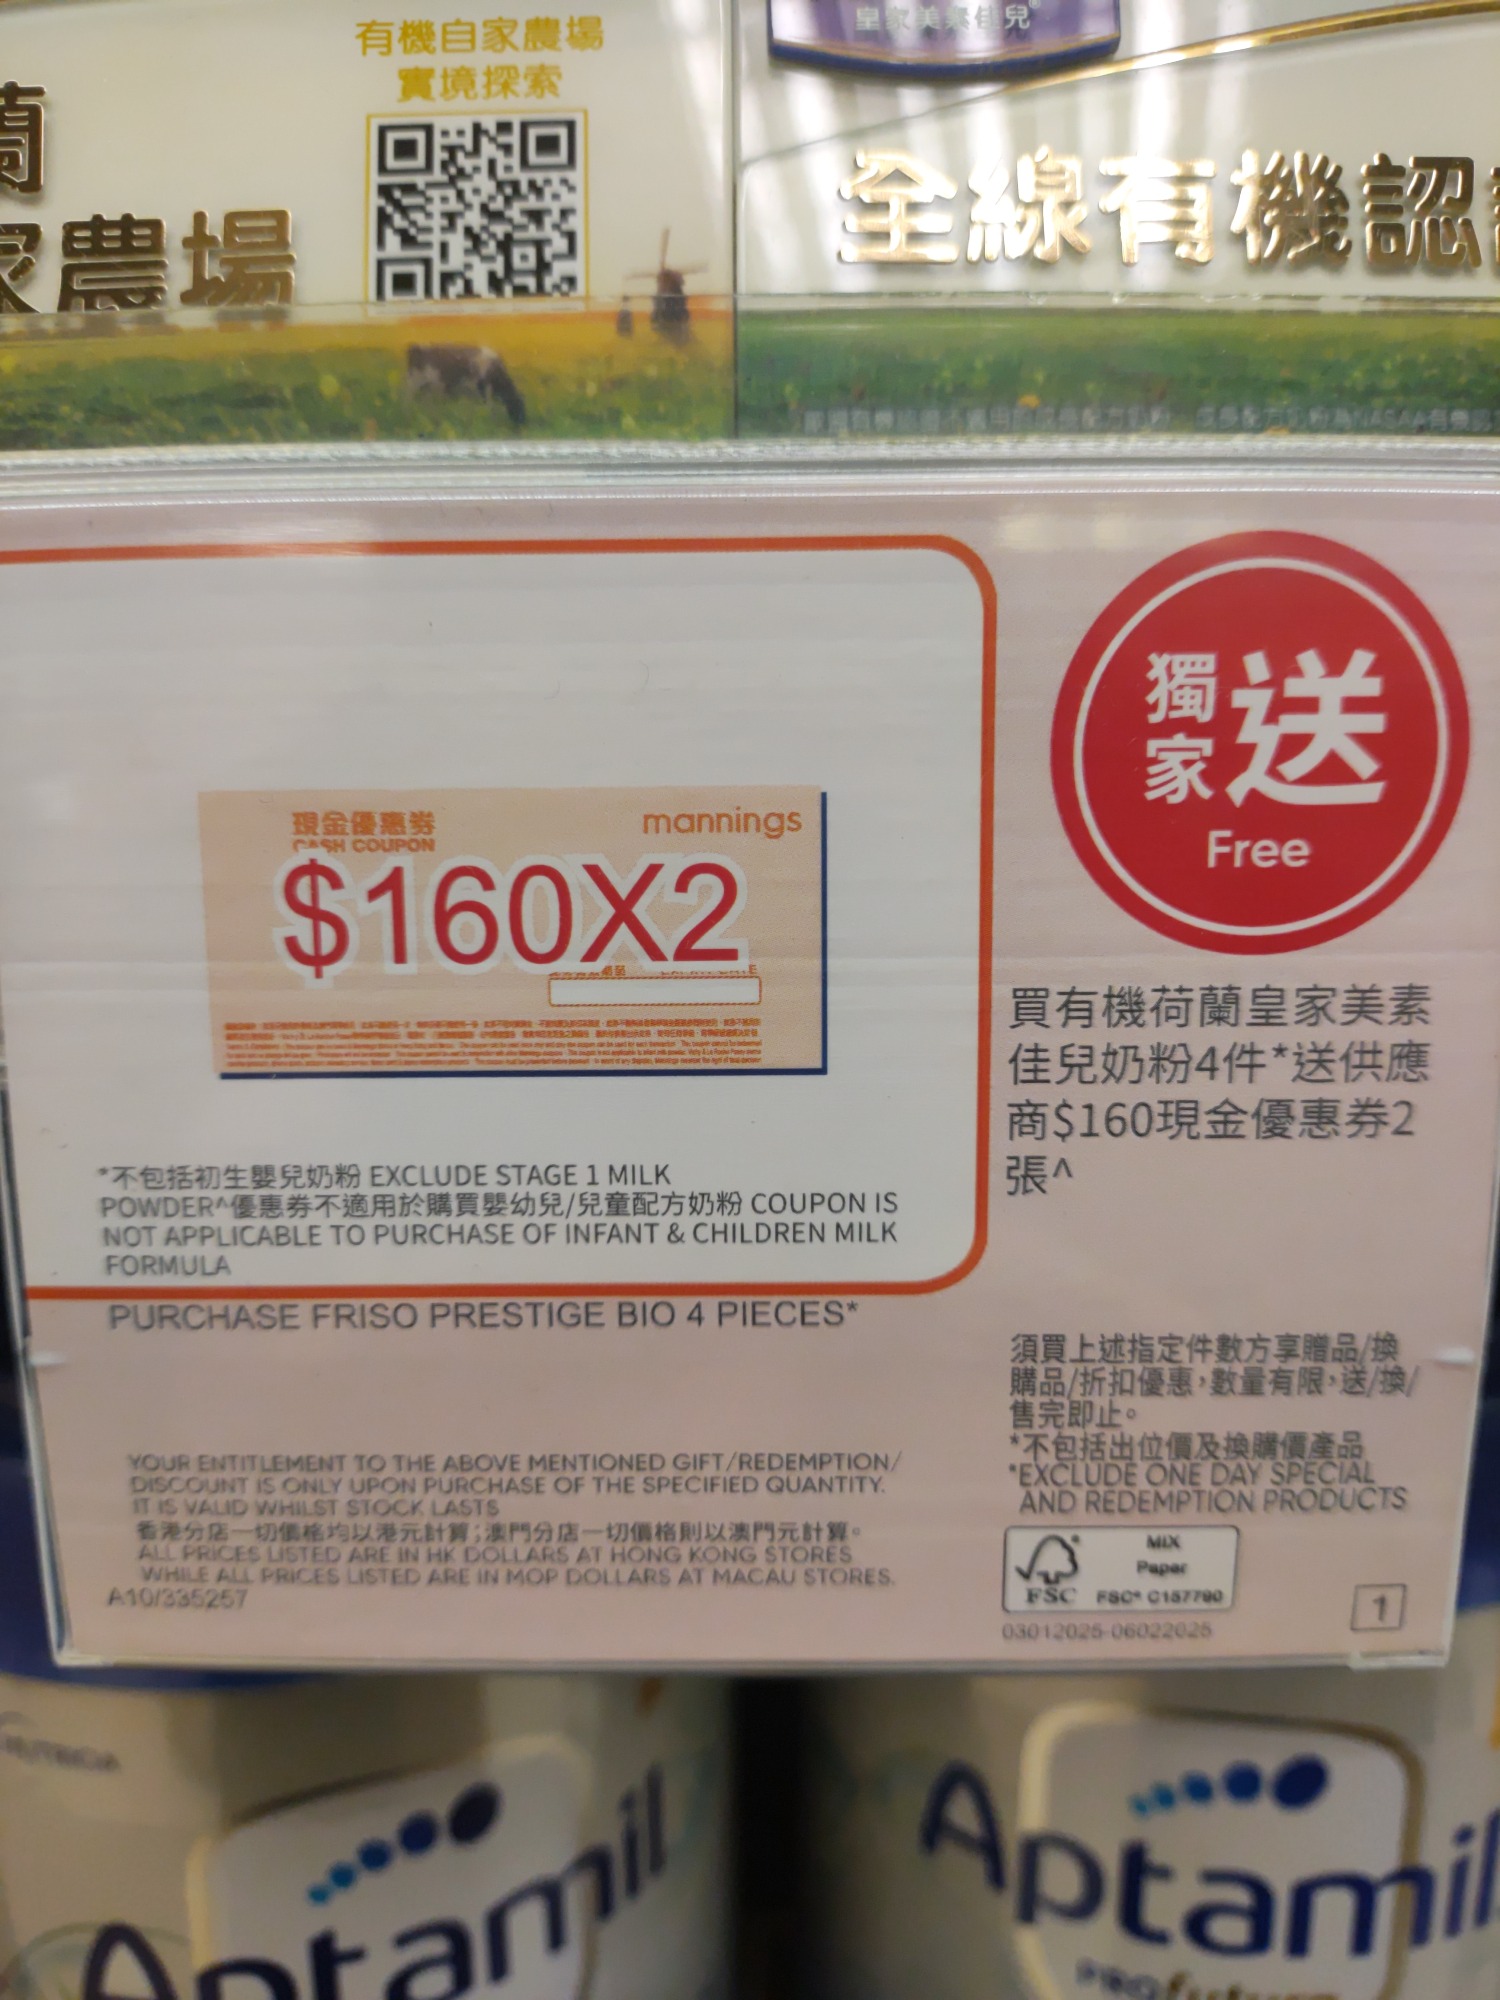 有機自家農場
實境探索
皇家美素佳兒
蘭
家農場
全線有機認
獨家送
Free
現金優惠券
CASH COUPON
mannings
$160X2
買有機荷蘭皇家美素
佳兒奶粉4件*送供應
商$160現金優惠券2
張^
*不包括初生嬰兒奶粉 EXCLUDE STAGE 1 MILK
POWDER^優惠券不適用於購買嬰幼兒/兒童配方奶粉 COUPON IS
NOT APPLICABLE TO PURCHASE OF INFANT & CHILDREN MILK
FORMULA
PURCHASE FRISO PRESTIGE BIO 4 PIECES*
須買上述指定件數方享贈品/換
購品/折扣優惠，數量有限，送/換/
售完即止。
*不包括出位價及換購價產品
*EXCLUDE ONE DAY SPECIAL
AND REDEMPTION PRODUCTS
YOUR ENTITLEMENT TO THE ABOVE MENTIONED GIFT/REDEMPTION/
DISCOUNT IS ONLY UPON PURCHASE OF THE SPECIFIED QUANTITY.
IT IS VALID WHILST STOCK LASTS
香港分店一切價格均以港元計算；澳門分店一切價格則以澳門元計算。
ALL PRICES LISTED ARE IN HK DOLLARS AT HONG KONG STORES
WHILE ALL PRICES LISTED ARE IN MOP DOLLARS AT MACAU STORES.
A10/335257
FSC
MIX
Paper
FSC® C157790
03012025-06022025
1
Aptamil
Aptamil
PROfutura